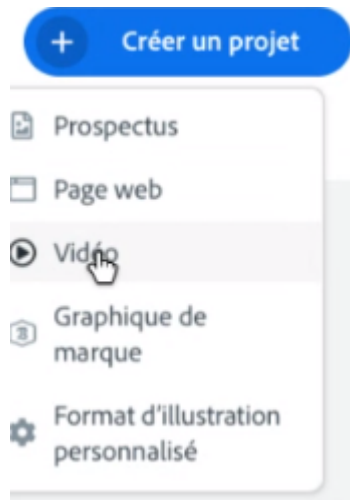 + Créer un projet
Prospectus
Page web
Vidéo
Graphique de
marque
Format d'illustration
personnalisé